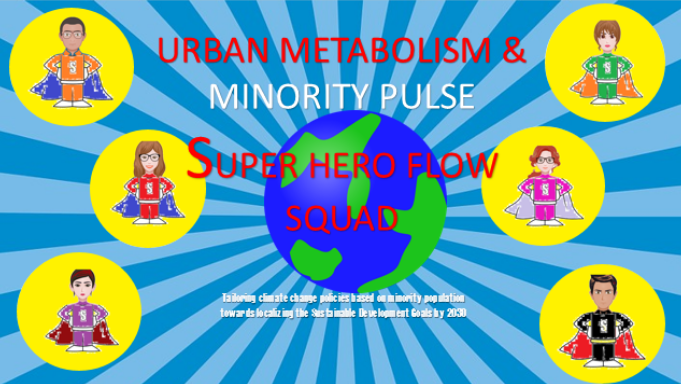 URBAN METABOLISM &
MINORITY PULSE
SUPER HERO FLOW
SQUAD
Tailoring climate change policies based on minority population
towards localizing the Sustainable Development Goals by 2030